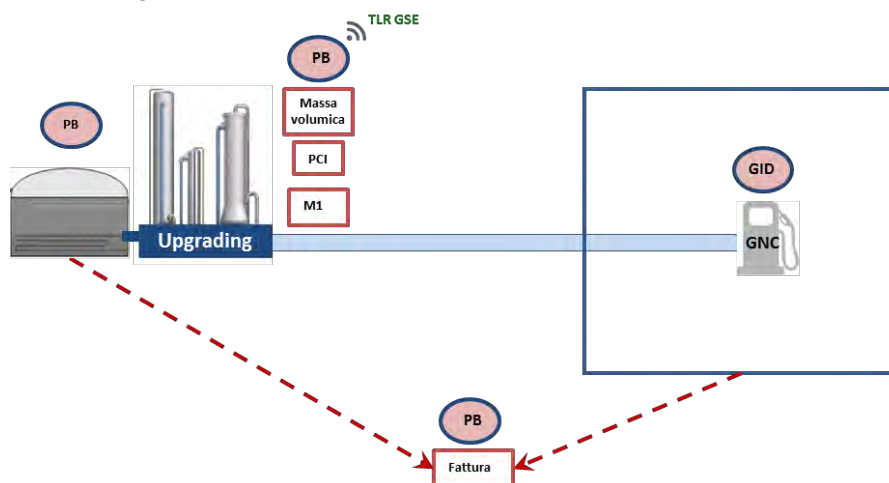 TLR GSE
PB
Massa
volumica
PB
PCI
GID
M1
Upgrading
GNC
PB
Fattura